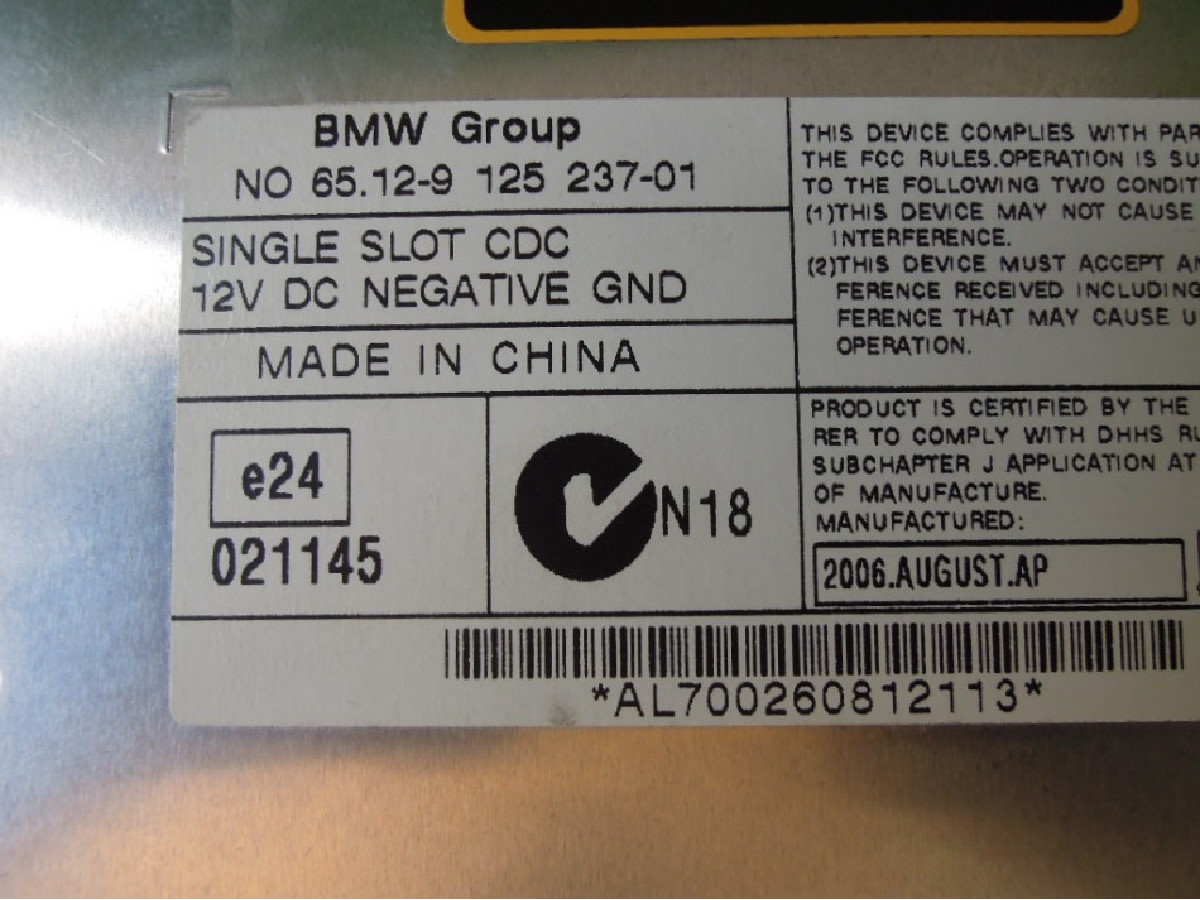 BMW Group
NO 65.12-9 125 237-01
SINGLE SLOT CDC
12V DC NEGATIVE GND
MADE IN CHINA
e24
021145
N18
THIS DEVICE COMPLIES WITH PAR
THE FCC RULES.OPERATION IS SU
TO THE FOLLOWING TWO CONDIT
(1)THIS DEVICE MAY NOT CAUSE
INTERFERENCE.
(2)THIS DEVICE MUST ACCEPT AN
FERENCE RECEIVED INCLUDING
FERENCE THAT MAY CAUSE U
OPERATION.
PRODUCT IS CERTIFIED BY THE
RER TO COMPLY WITH DHHS RU
SUBCHAPTER J APPLICATION AT
OF MANUFACTURE.
MANUFACTURED:
2006.AUGUST.AP
*AL700260812113*